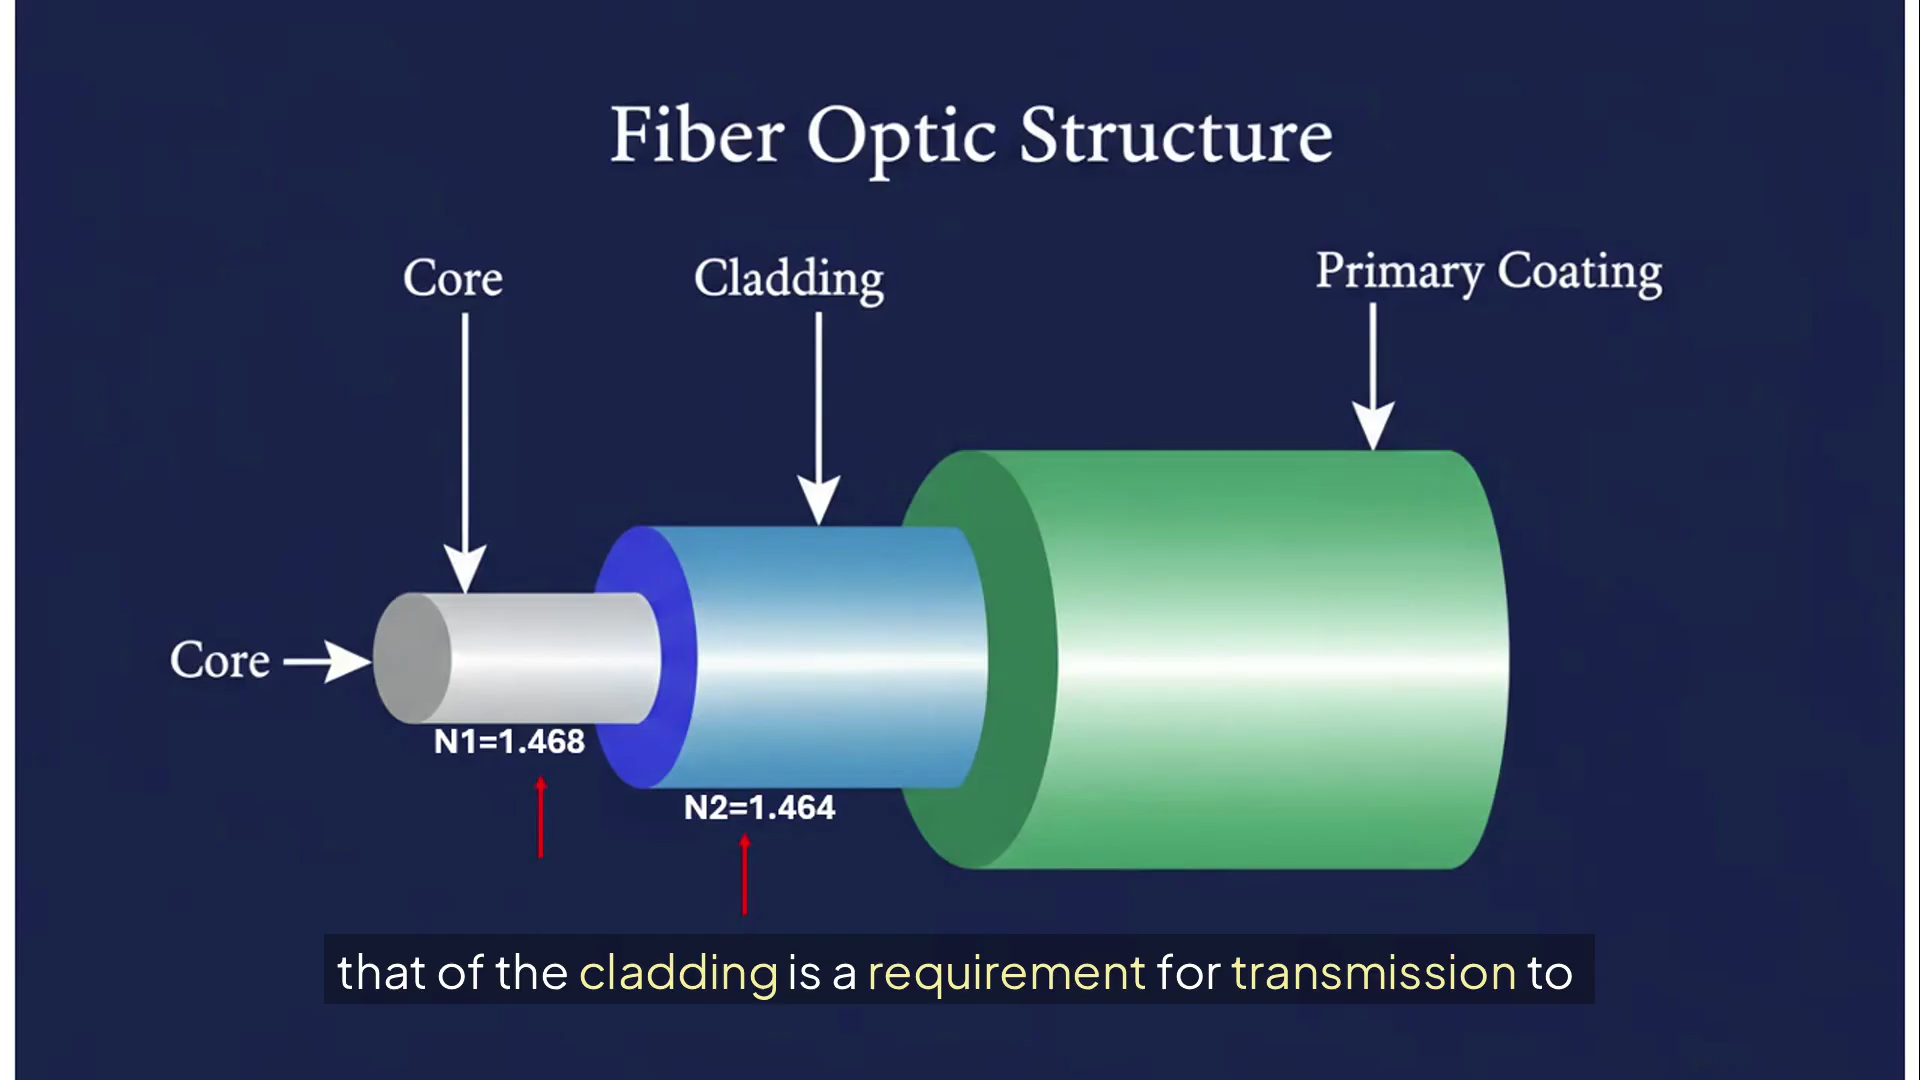 Fiber Optic Structure
Core
Cladding
Primary Coating
Core
N1=1.468
N2=1.464
that of the cladding is a requirement for transmission to